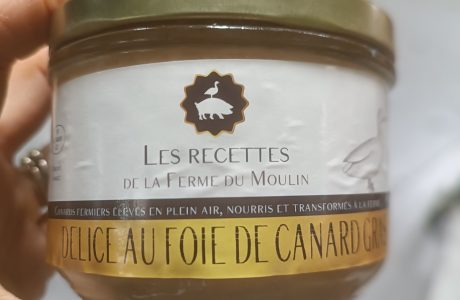 LES RECETTES
DE LA FERME DU MOULIN
CANARDS FERMIERS ÉLEVÉS EN PLEIN AIR, NOURRIS ET TRANSFORMÉS À LA FERME
DELICE AU FOIE DE CANARD GRAS